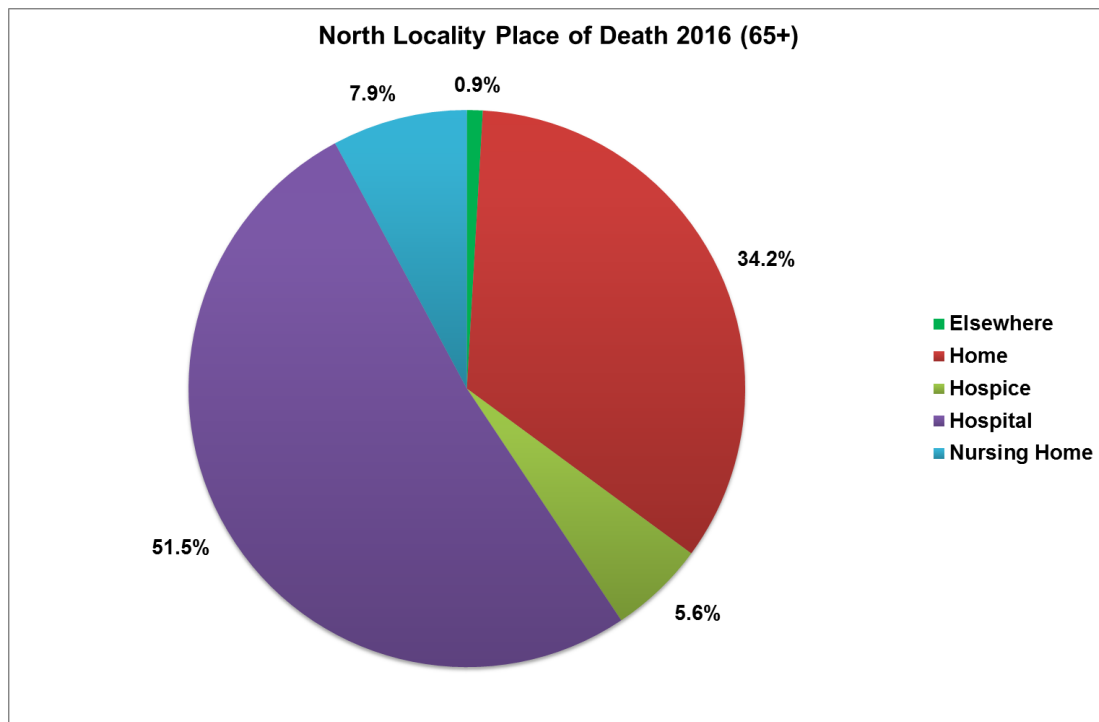 North Locality Place of Death 2016 (65+)
0.9%
7.9%
34.2%
51.5%
5.6%
Elsewhere
Home
Hospice
Hospital
Nursing Home